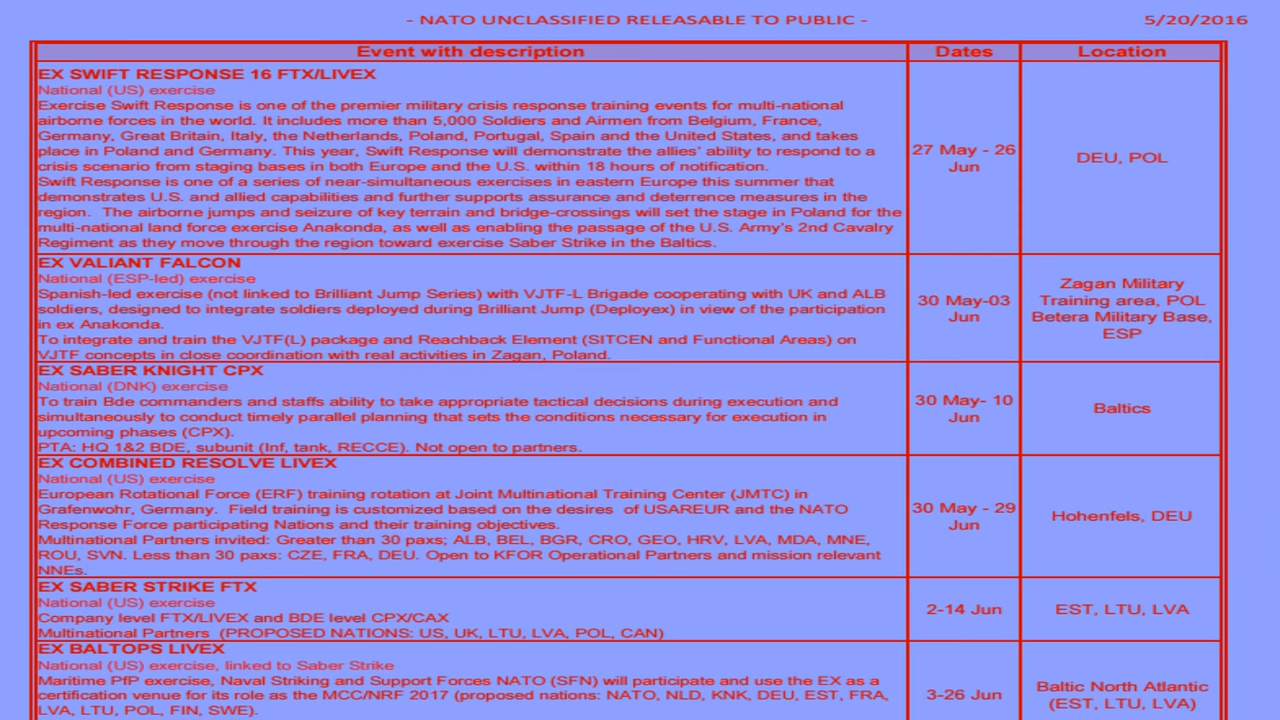 - NATO UNCLASSIFIED RELEASABLE TO PUBLIC -
5/20/2016
Event with description
Dates
Location
EX SWIFT RESPONSE 16 FTX/LIVEX
National (US) exercise
Exercise Swift Response is one of the premier military crisis response training events for multi-national
airborne forces in the world. It includes more than 5,000 Soldiers and Airmen from Belgium, France,
Germany, Great Britain, Italy, the Netherlands, Poland, Portugal, Spain and the United States, and takes
place in Poland and Germany. This year, Swift Response will demonstrate the allies' ability to respond to a
crisis scenario from staging bases in both Europe and the U.S. within 18 hours of notification.
Swift Response is one of a series of near-simultaneous exercises in eastern Europe this summer that
demonstrates U.S. and allied capabilities and further supports assurance and deterrence measures in the
region.  The airborne jumps and seizure of key terrain and bridge-crossings will set the stage in Poland for the
multi-national land force exercise Anakonda, as well as enabling the passage of the U.S. Army's 2nd Cavalry
Regiment as they move through the region toward exercise Saber Strike in the Baltics.
27 May - 26
Jun
DEU, POL
EX VALIANT FALCON
National (ESP-led) exercise
Spanish-led exercise (not linked to Brilliant Jump Series) with VJTF-L Brigade cooperating with UK and ALB
soldiers, designed to integrate soldiers deployed during Brilliant Jump (Deployex) in view of the participation
in ex Anakonda.
To integrate and train the VJTF(L) package and Reachback Element (SITCEN and Functional Areas) on
VJTF concepts in close coordination with real activities in Zagan, Poland.
30 May-03
Jun
Zagan Military
Training area, POL
Betera Military Base,
ESP
EX SABER KNIGHT CPX
National (DNK) exercise
To train Bde commanders and staffs ability to take appropriate tactical decisions during execution and
simultaneously to conduct timely parallel planning that sets the conditions necessary for execution in
upcoming phases (CPX).
PTA: HQ 1&2 BDE, subunit (Inf, tank, RECCE). Not open to partners.
30 May- 10
Jun
Baltics
EX COMBINED RESOLVE LIVEX
National (US) exercise
European Rotational Force (ERF) training rotation at Joint Multinational Training Center (JMTC) in
Grafenwohr, Germany.  Field training is customized based on the desires  of USAREUR and the NATO
Response Force participating Nations and their training objectives.
Multinational Partners invited: Greater than 30 paxs; ALB, BEL, BGR, CRO, GEO, HRV, LVA, MDA, MNE,
ROU, SVN. Less than 30 paxs: CZE, FRA, DEU. Open to KFOR Operational Partners and mission relevant
NNEs.
30 May - 29
Jun
Hohenfels, DEU
EX SABER STRIKE FTX
National (US) exercise
Company level FTX/LIVEX and BDE level CPX/CAX
Multinational Partners  (PROPOSED NATIONS: US, UK, LTU, LVA, POL, CAN)
2-14 Jun
EST, LTU, LVA
EX BALTOPS LIVEX
National (US) exercise, linked to Saber Strike
Maritime PfP exercise, Naval Striking and Support Forces NATO (SFN) will participate and use the EX as a
certification venue for its role as the MCC/NRF 2017 (proposed nations: NATO, NLD, KNK, DEU, EST, FRA,
LVA, LTU, POL, FIN, SWE).
3-26 Jun
Baltic North Atlantic
(EST, LTU, LVA)